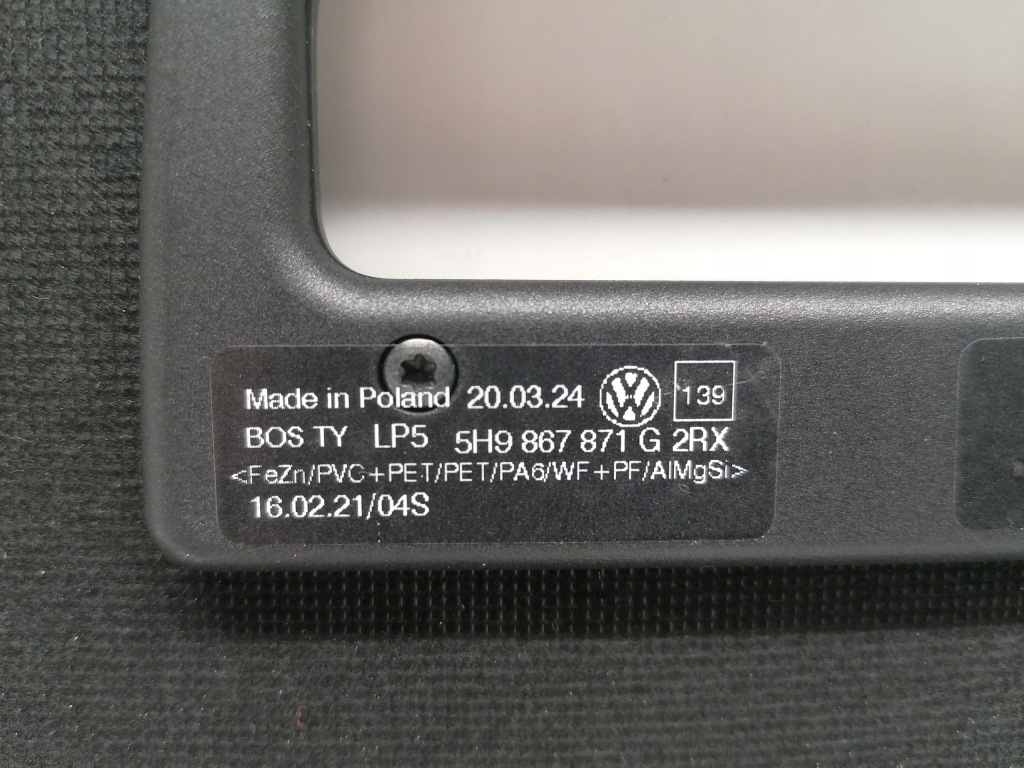 Made in Poland 20.03.24 VW 139
BOS TY LP5 5H9 867 871 G 2RX
<FeZn/PVC+PET/PET/PA6/WF+PF/AlMgSi>
16.02.21/04S